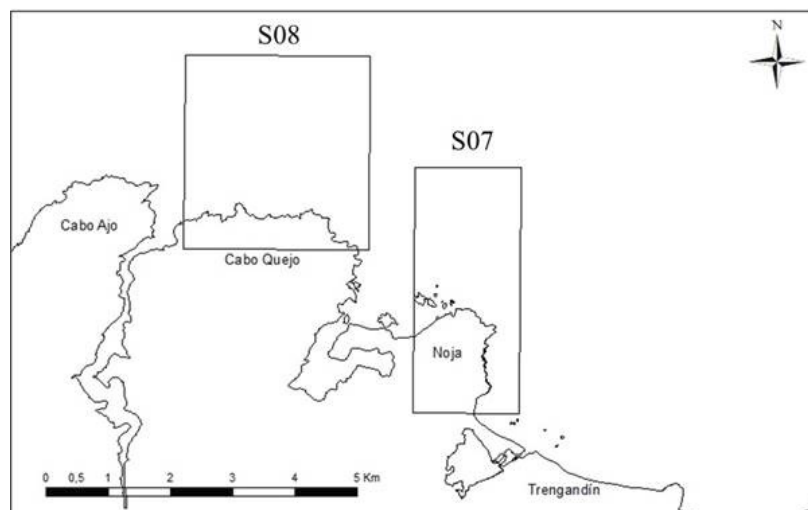 N
S08
S07
Cabo Ajo
Cabo Quejo
Noja
0 0,5 1 2 3 4 5 Km
Trengandín